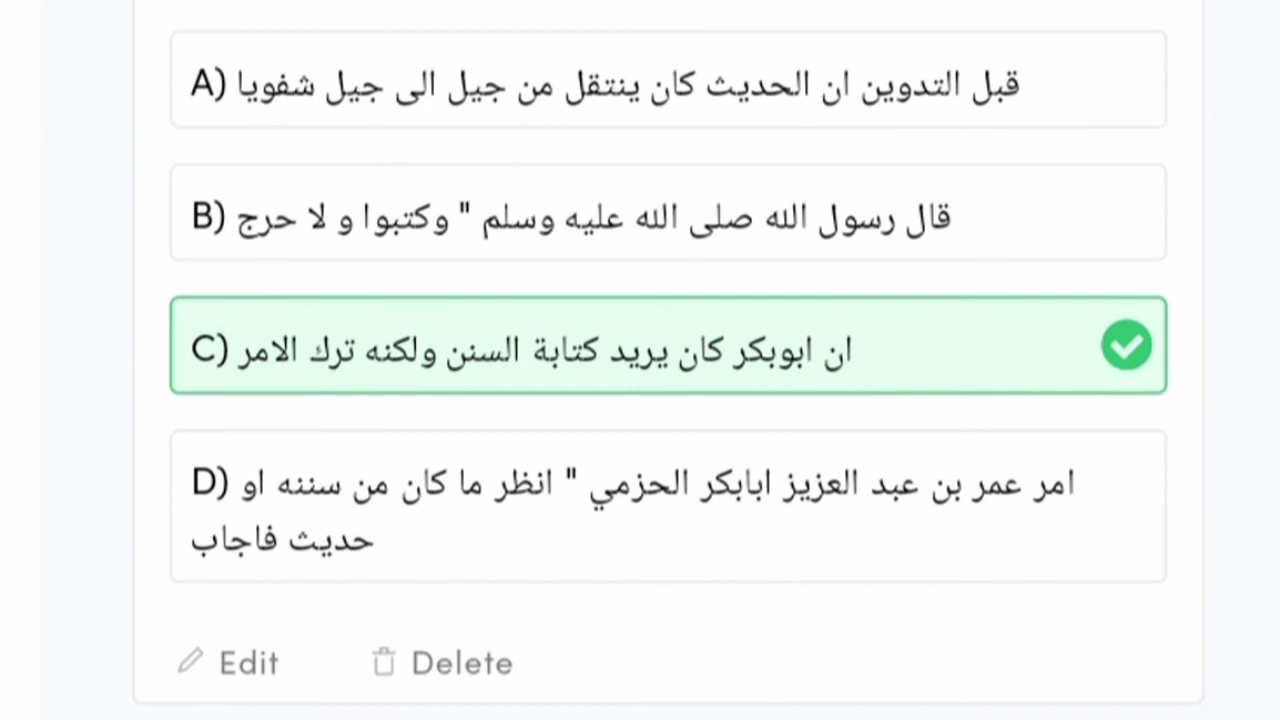 A) قبل التدوين ان الحديث كان ينتقل من جيل الى جيل شفويا
B) قال رسول الله صلى الله عليه وسلم " وكتبوا و لا حرج
C) ان ابوبكر كان يريد كتابة السنن ولكنه ترك الامر
D) امر عمر بن عبد العزيز ابابكر الحزمي " انظر ما كان من سننه او
حديث فاجاب
Edit Delete